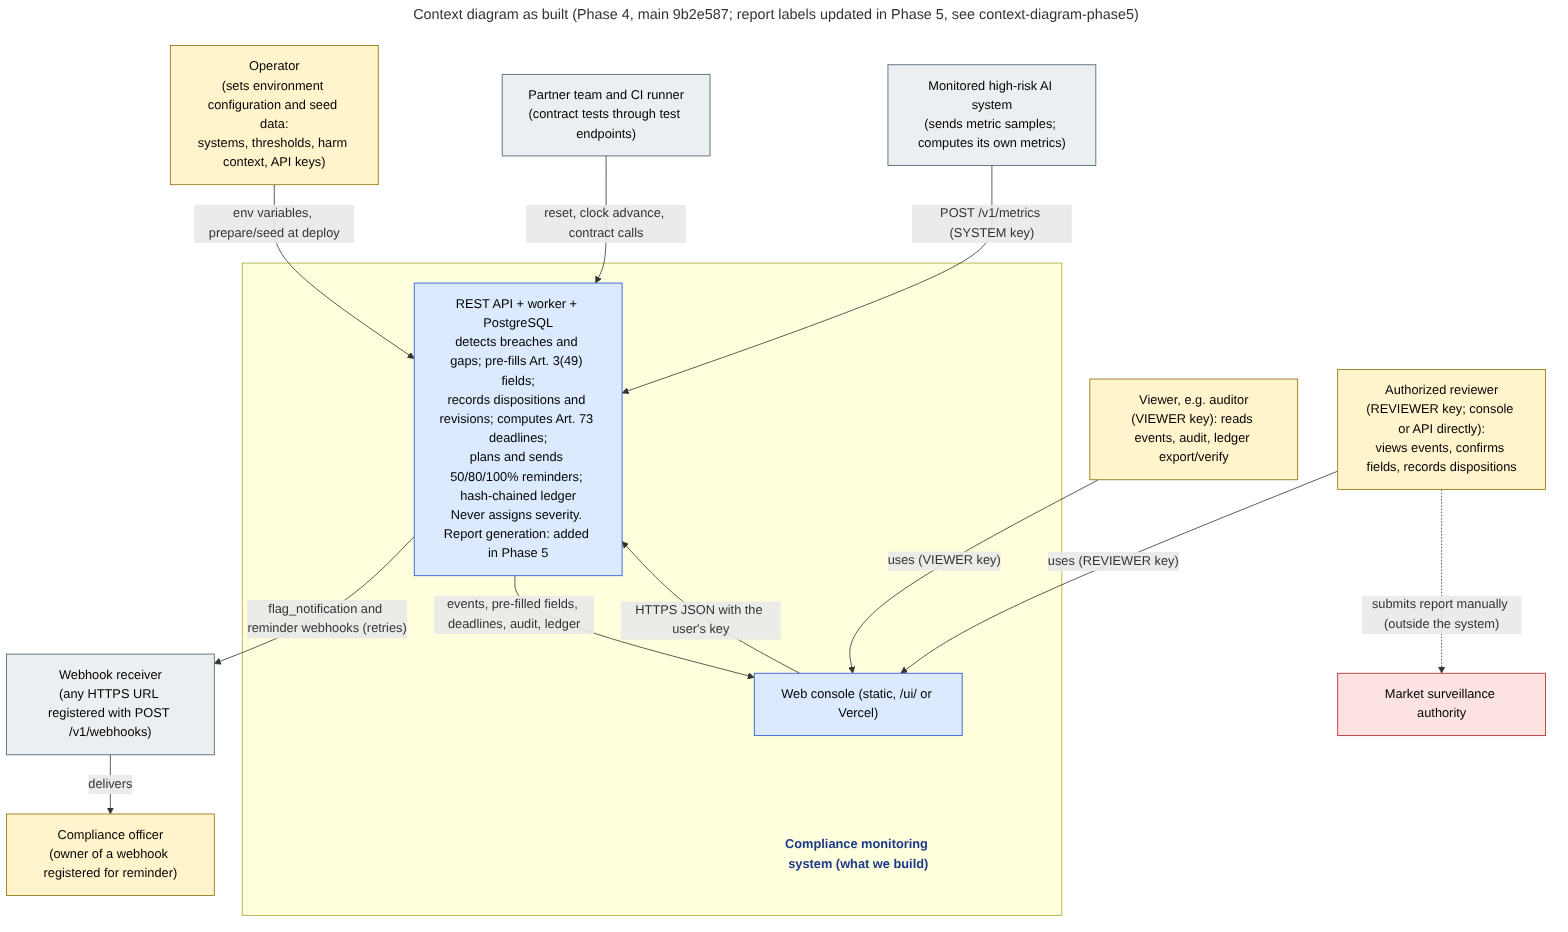 Context diagram as built (Phase 4, main 9b2e587; report labels updated in Phase 5, see context-diagram-phase5)
Operator
(sets environment
configuration and seed
data:
systems, thresholds, harm
context, API keys)
Partner team and CI runner
(contract tests through test
endpoints)
Monitored high-risk AI
system
(sends metric samples;
computes its own metrics)
env variables,
prepare/seed at deploy
reset, clock advance,
contract calls
POST /v1/metrics
(SYSTEM key)
REST API + worker +
PostgreSQL
detects breaches and
gaps; pre-fills Art. 3(49)
fields;
records dispositions and
revisions; computes Art. 73
deadlines;
plans and sends
50/80/100% reminders;
hash-chained ledger
Never assigns severity.
Report generation: added
in Phase 5
Viewer, e.g. auditor
(VIEWER key): reads
events, audit, ledger
export/verify
Authorized reviewer
(REVIEWER key; console
or API directly):
views events, confirms
fields, records dispositions
uses (VIEWER key)
uses (REVIEWER key)
flag_notification and
reminder webhooks (retries)
events, pre-filled fields,
deadlines, audit, ledger
HTTPS JSON with the
user's key
submits report manually
(outside the system)
Webhook receiver
(any HTTPS URL
registered with POST
/v1/webhooks)
Web console (static, /ui/ or
Vercel)
Market surveillance
authority
delivers
Compliance officer
(owner of a webhook
registered for reminder)
Compliance monitoring
system (what we build)